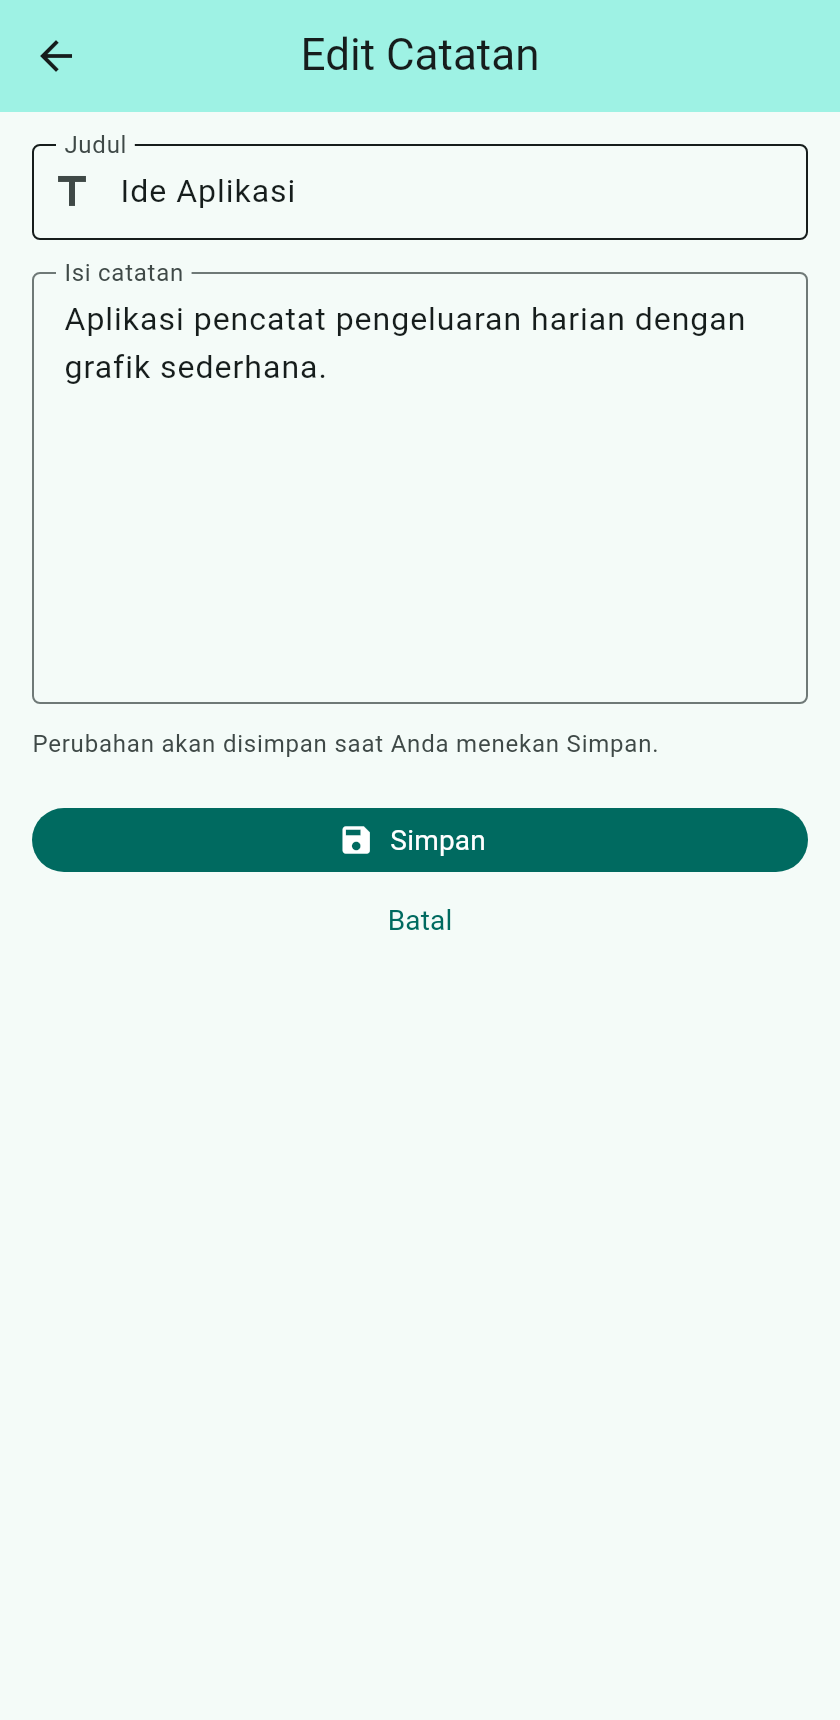 Edit Catatan
Judul
Ide Aplikasi
Isi catatan
Aplikasi pencatat pengeluaran harian dengan
grafik sederhana.
Perubahan akan disimpan saat Anda menekan Simpan.
Simpan
Batal